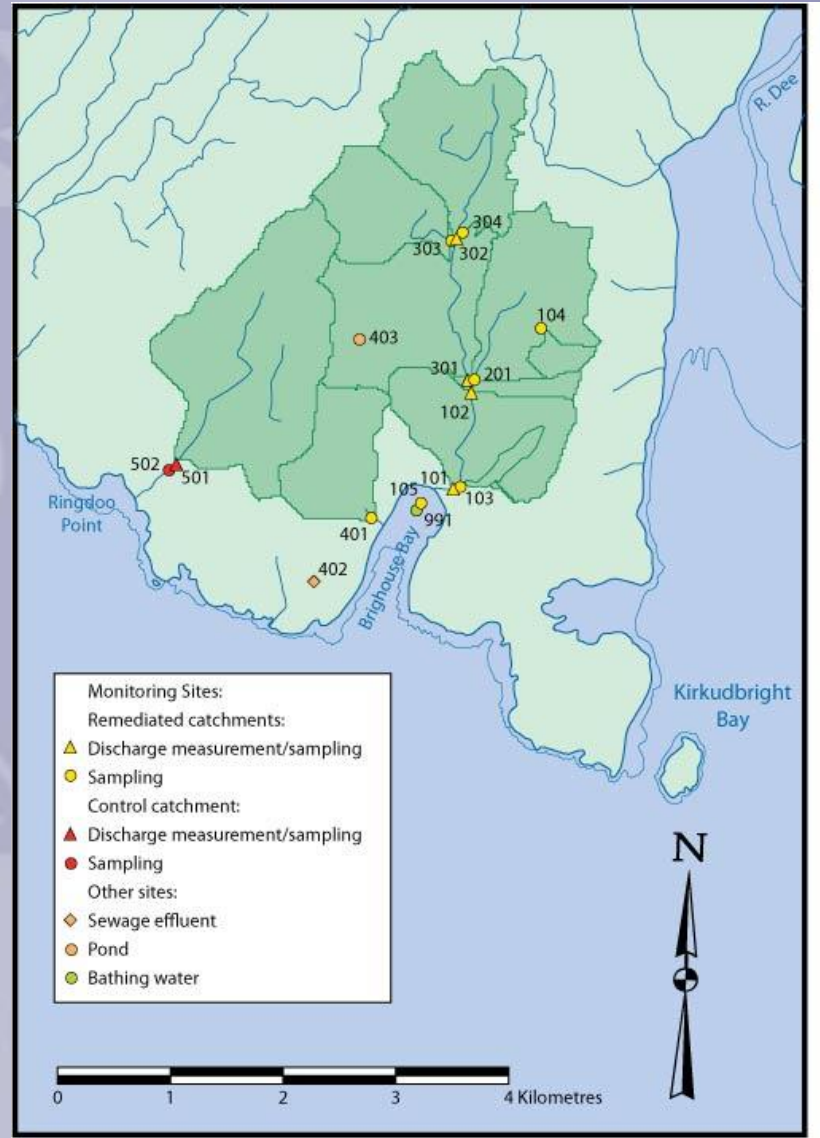 R. Dee
304
303
302
104
403
301
201
102
502
501
101
103
105
991
401
402
Ringdoo
Point
Brighouse Bay
Kirkudbright
Bay
Monitoring Sites:
Remediated catchments:
Discharge measurement/sampling
Sampling
Control catchment:
Discharge measurement/sampling
Sampling
Other sites:
Sewage effluent
Pond
Bathing water
N
0 1 2 3 4 Kilometres